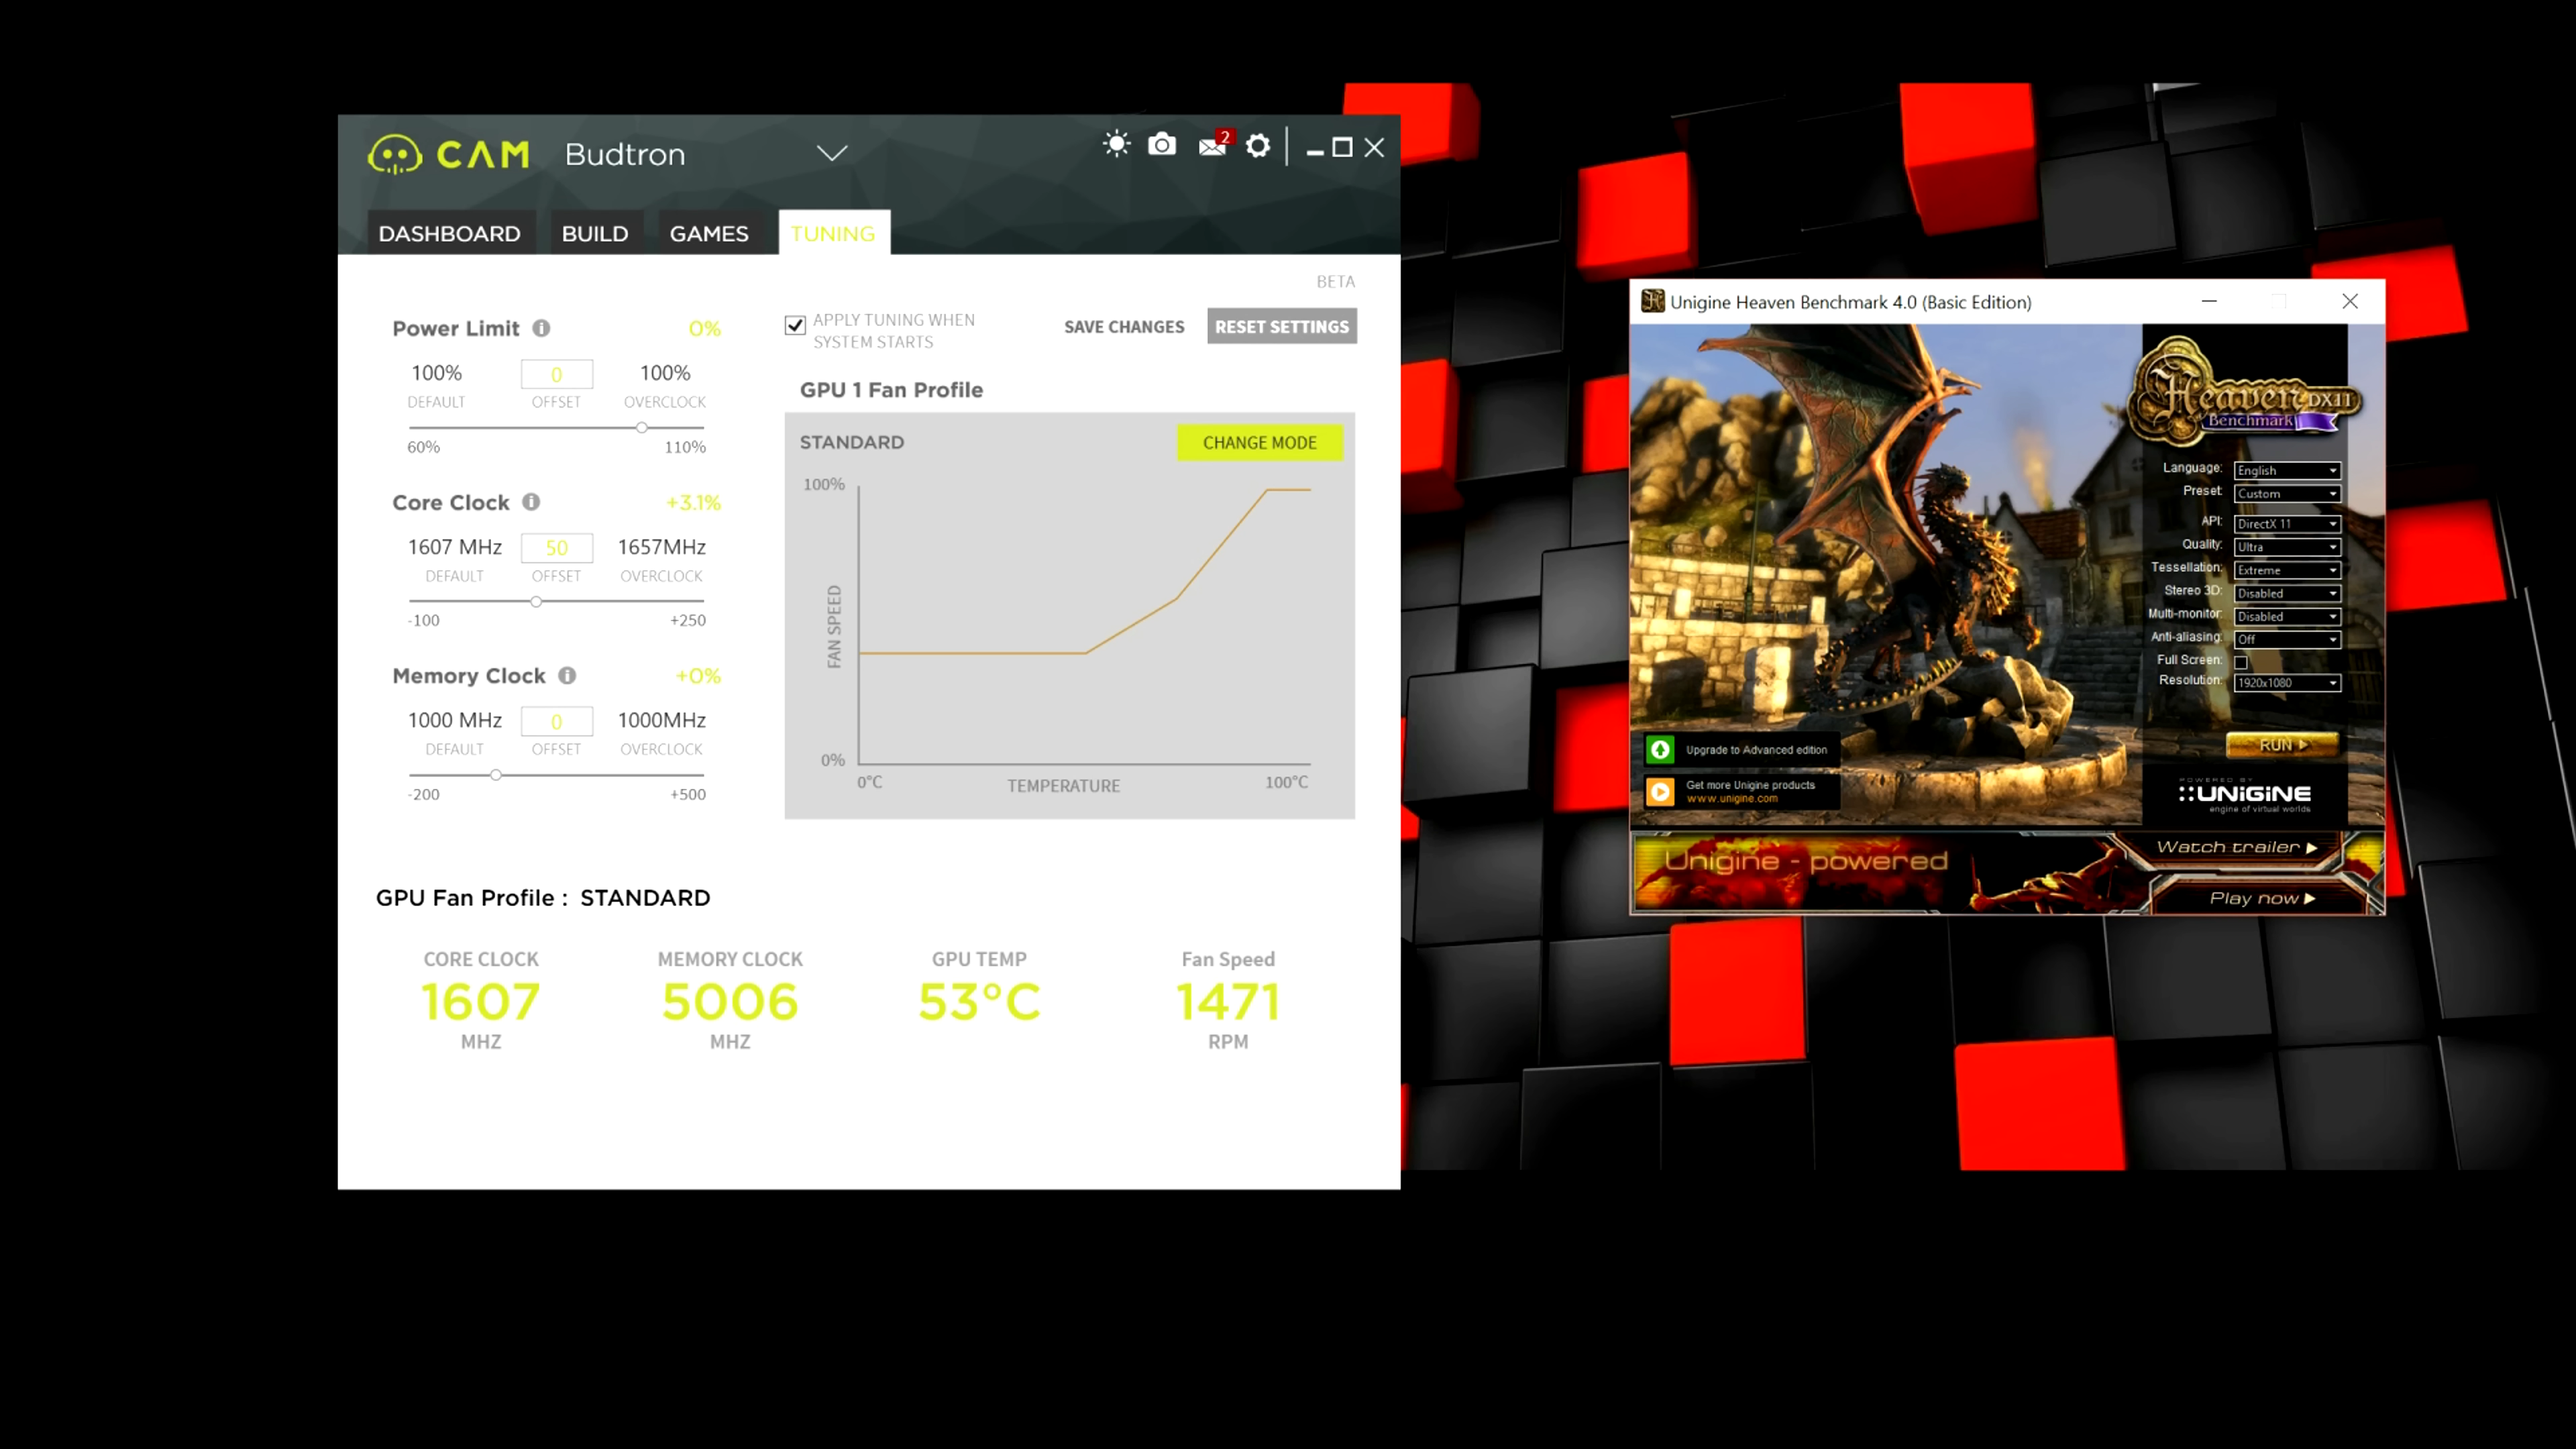 CAM Budtron
2
DASHBOARD BUILD GAMES TUNING
BETA
Power Limit i 0%
100% 0 100%
DEFAULT OFFSET OVERCLOCK
60% 110%
Core Clock i +3.1%
1607 MHz 50 1657MHz
DEFAULT OFFSET OVERCLOCK
-100 +250
Memory Clock i +0%
1000 MHz 0 1000MHz
DEFAULT OFFSET OVERCLOCK
-200 +500
APPLY TUNING WHEN
SYSTEM STARTS
SAVE CHANGES RESET SETTINGS
GPU 1 Fan Profile
STANDARD CHANGE MODE
100%
FAN SPEED
0%
0°C TEMPERATURE 100°C
GPU Fan Profile : STANDARD
CORE CLOCK MEMORY CLOCK GPU TEMP Fan Speed
1607 5006 53°C 1471
MHZ MHZ RPM
Unigine Heaven Benchmark 4.0 (Basic Edition)
Heaven DX11
Benchmark
Language: English
Preset: Custom
API: DirectX 11
Quality: Ultra
Tessellation: Extreme
Stereo 3D: Disabled
Multi-monitor: Disabled
Anti-aliasing: Off
Full Screen:
Resolution: 1920x1080
RUN
Upgrade to Advanced edition
Get more Unigine products
www.unigine.com
POWERED BY
UNiGiNE
engine of virtual worlds
Unigine - powered
Watch trailer
Play now